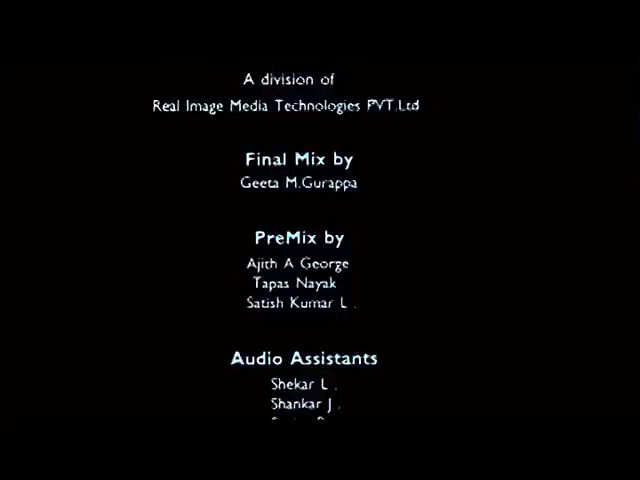 A division of
Real Image Media Technologies PVT.Ltd
Final Mix by
Geeta M.Gurappa
PreMix by
Ajith A George
Tapas Nayak
Satish Kumar L .
Audio Assistants
Shekar L .
Shankar J .